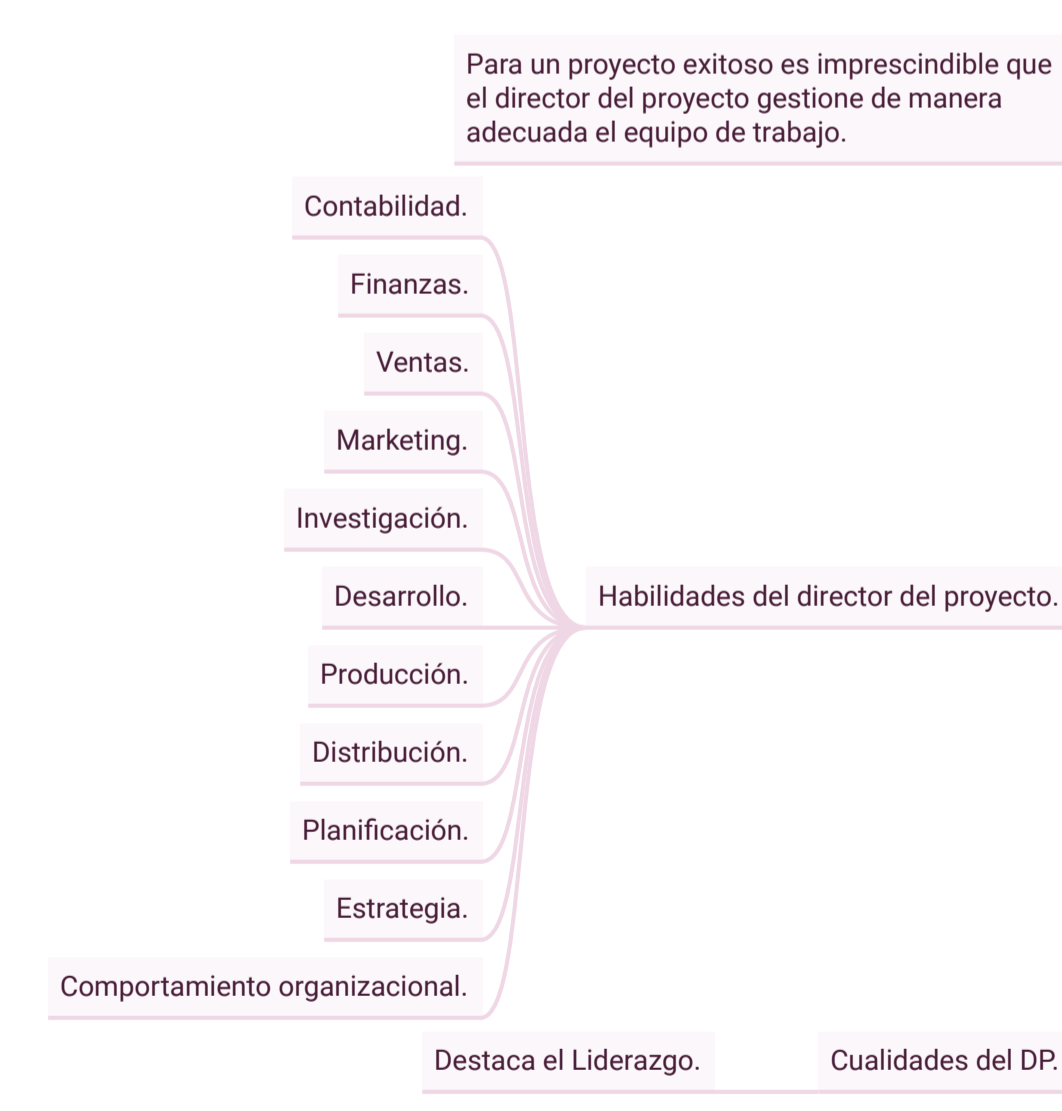 Para un proyecto exitoso es imprescindible que
el director del proyecto gestione de manera
adecuada el equipo de trabajo.
Contabilidad.
Finanzas.
Ventas.
Marketing.
Investigación.
Desarrollo.
Habilidades del director del proyecto.
Producción.
Distribución.
Planificación.
Estrategia.
Comportamiento organizacional.
Destaca el Liderazgo.
Cualidades del DP.